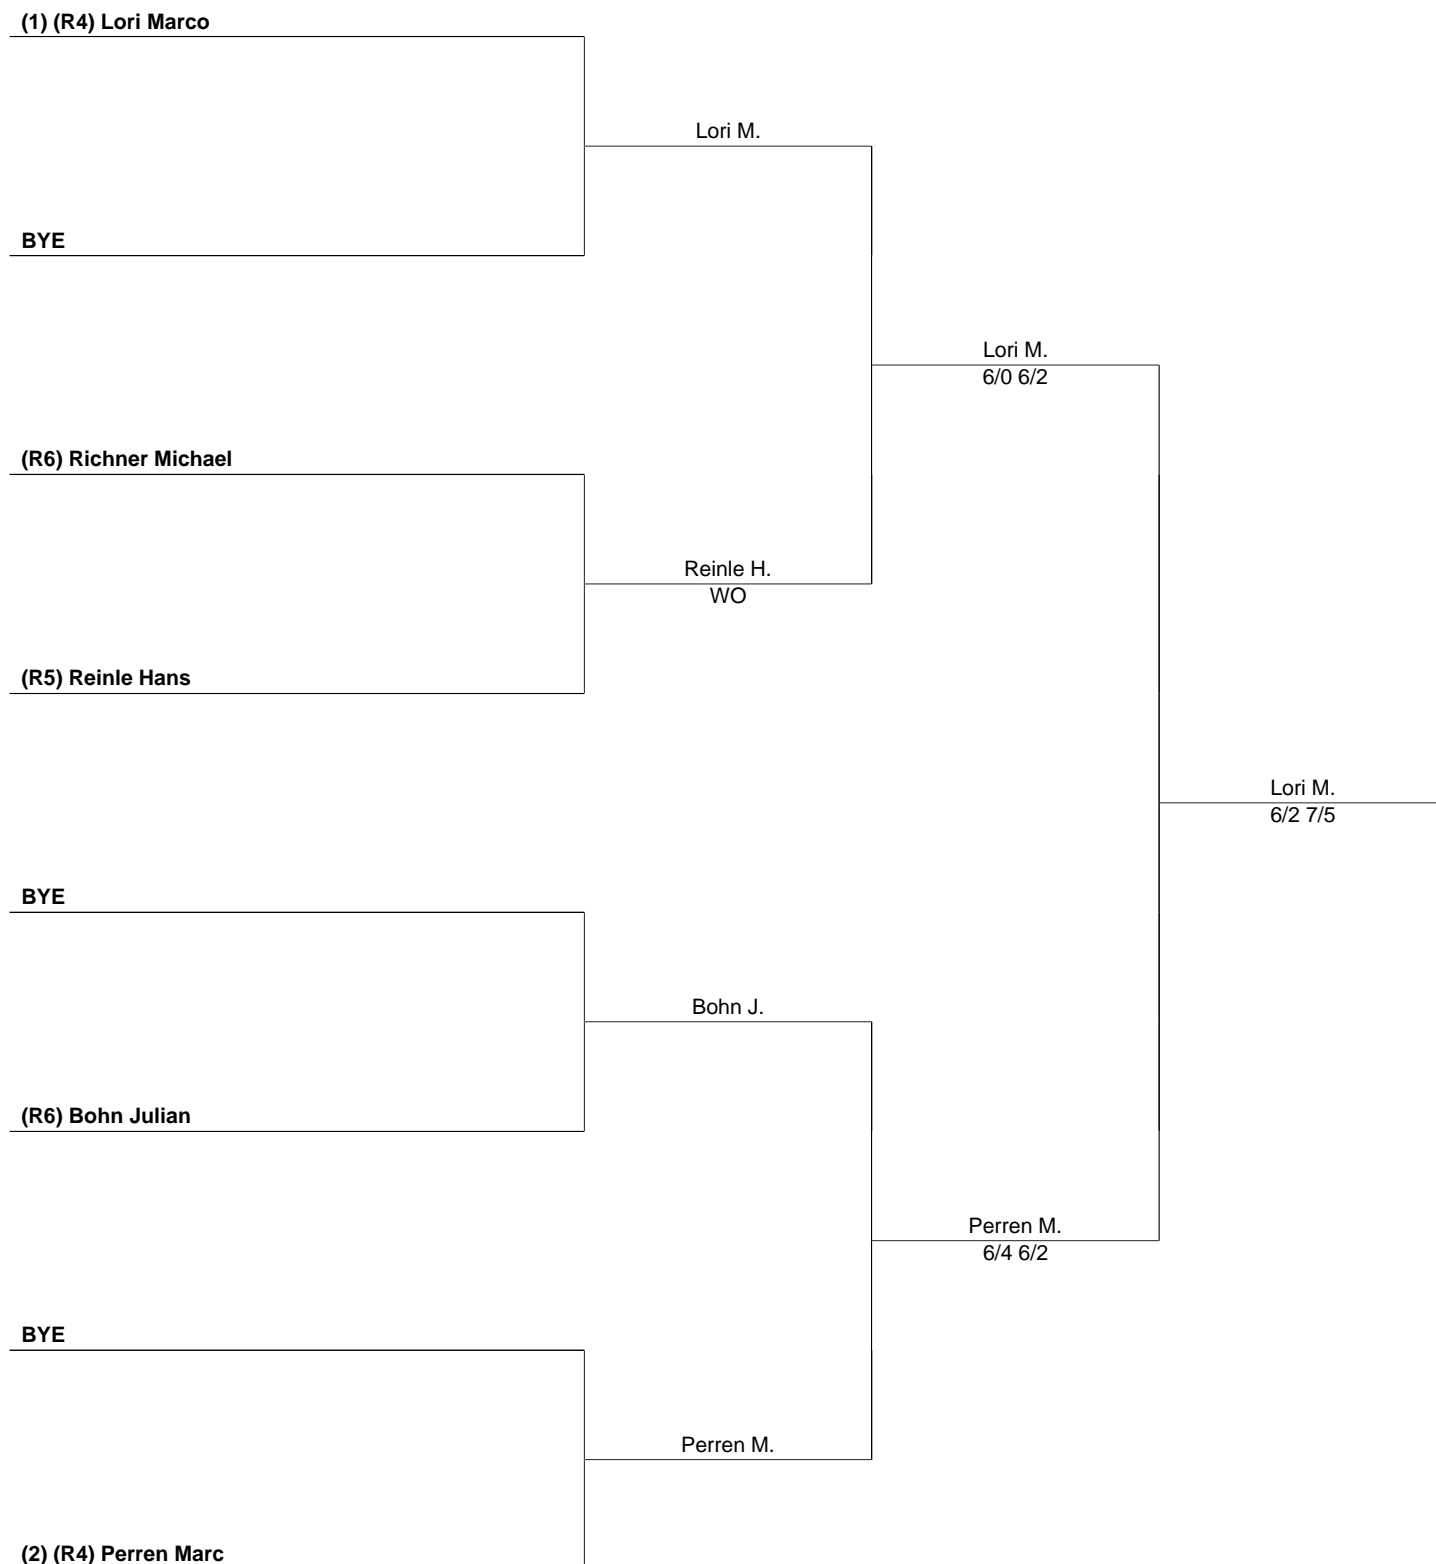 (1) (R4) Lori Marco
Lori M.
BYE
Lori M.
6/0 6/2
(R6) Richner Michael
Reinle H.
WO
(R5) Reinle Hans
Lori M.
6/2 7/5
BYE
Bohn J.
(R6) Bohn Julian
Perren M.
6/4 6/2
BYE
Perren M.
(2) (R4) Perren Marc